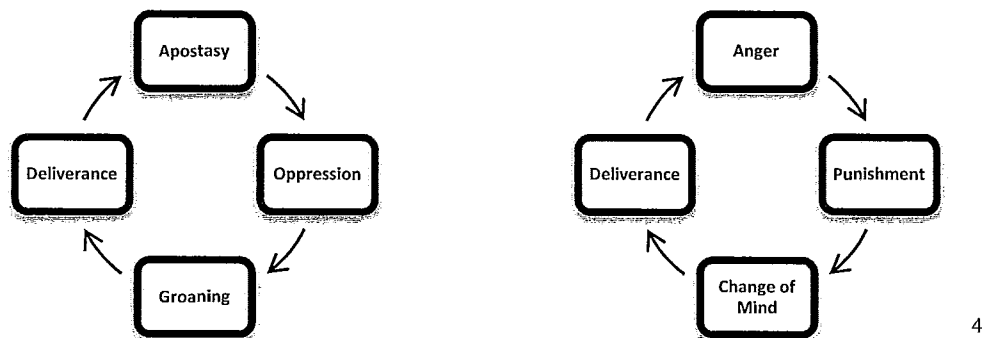 Apostasy
Deliverance
Oppression
Groaning
Anger
Deliverance
Punishment
Change of
Mind
4